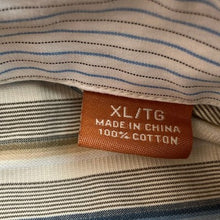 XL/TG
MADE IN CHINA
100% COTTON